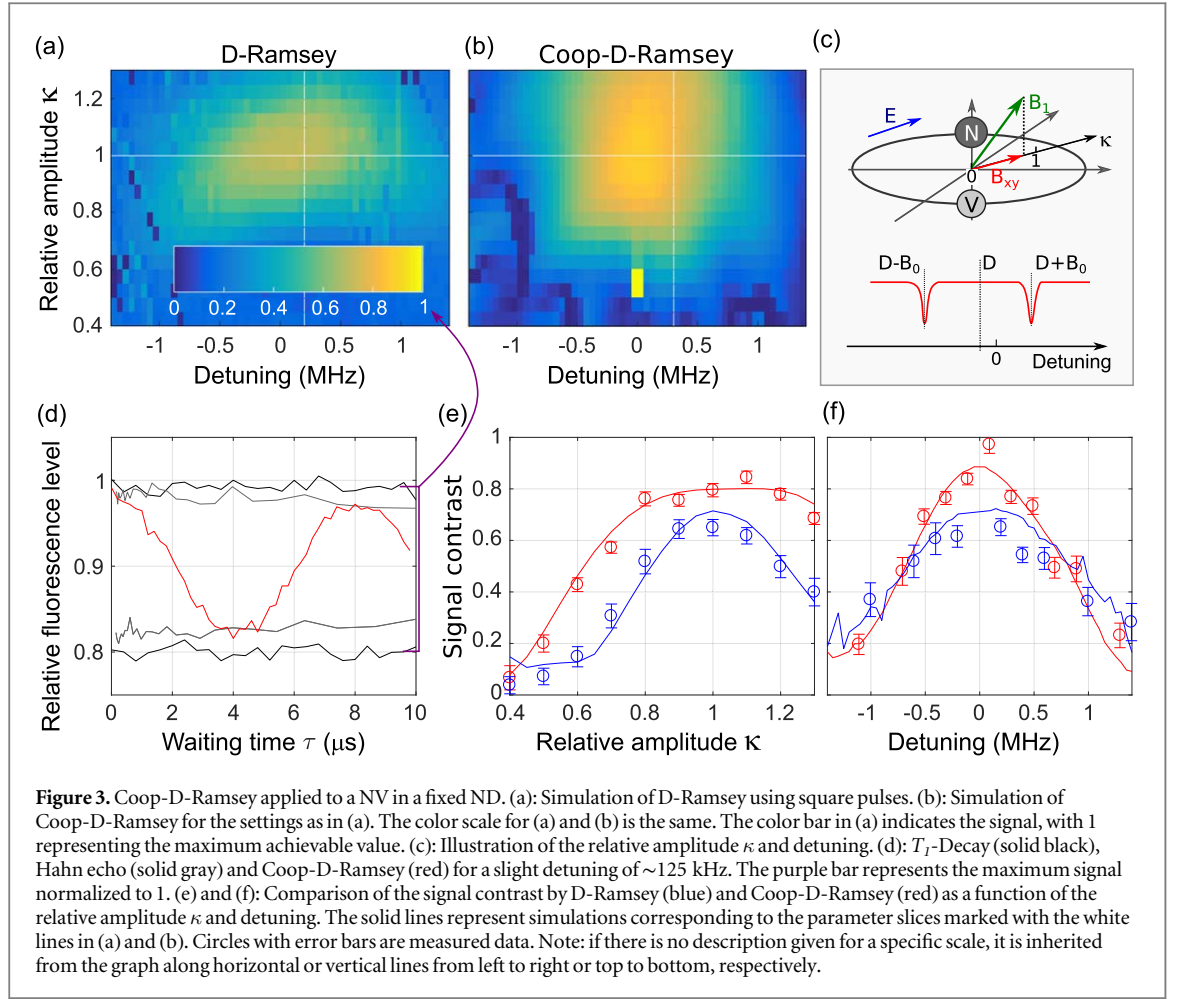 (a)
D-Ramsey
(b)
Coop-D-Ramsey
(c)
Relative amplitude κ
1.2
1
0.8
0.6
0.4
0 0.2 0.4 0.6 0.8 1
-1 -0.5 0 0.5 1
Detuning (MHz)
-1 -0.5 0 0.5 1
Detuning (MHz)
E
N
B1
κ
1
0
Bxy
V
D-B0 D D+B0
0
Detuning
(d)
Relative fluorescence level
1
0.9
0.8
0 2 4 6 8 10
Waiting time τ (μs)
(e)
Signal contrast
1
0.8
0.6
0.4
0.2
0
0.4 0.6 0.8 1 1.2
Relative amplitude κ
(f)
-1 -0.5 0 0.5 1
Detuning (MHz)
Figure 3. Coop-D-Ramsey applied to a NV in a fixed ND. (a): Simulation of D-Ramsey using square pulses. (b): Simulation of
Coop-D-Ramsey for the settings as in (a). The color scale for (a) and (b) is the same. The color bar in (a) indicates the signal, with 1
representing the maximum achievable value. (c): Illustration of the relative amplitude κ and detuning. (d): T1-Decay (solid black),
Hahn echo (solid gray) and Coop-D-Ramsey (red) for a slight detuning of ~125 kHz. The purple bar represents the maximum signal
normalized to 1. (e) and (f): Comparison of the signal contrast by D-Ramsey (blue) and Coop-D-Ramsey (red) as a function of the
relative amplitude κ and detuning. The solid lines represent simulations corresponding to the parameter slices marked with the white
lines in (a) and (b). Circles with error bars are measured data. Note: if there is no description given for a specific scale, it is inherited
from the graph along horizontal or vertical lines from left to right or top to bottom, respectively.